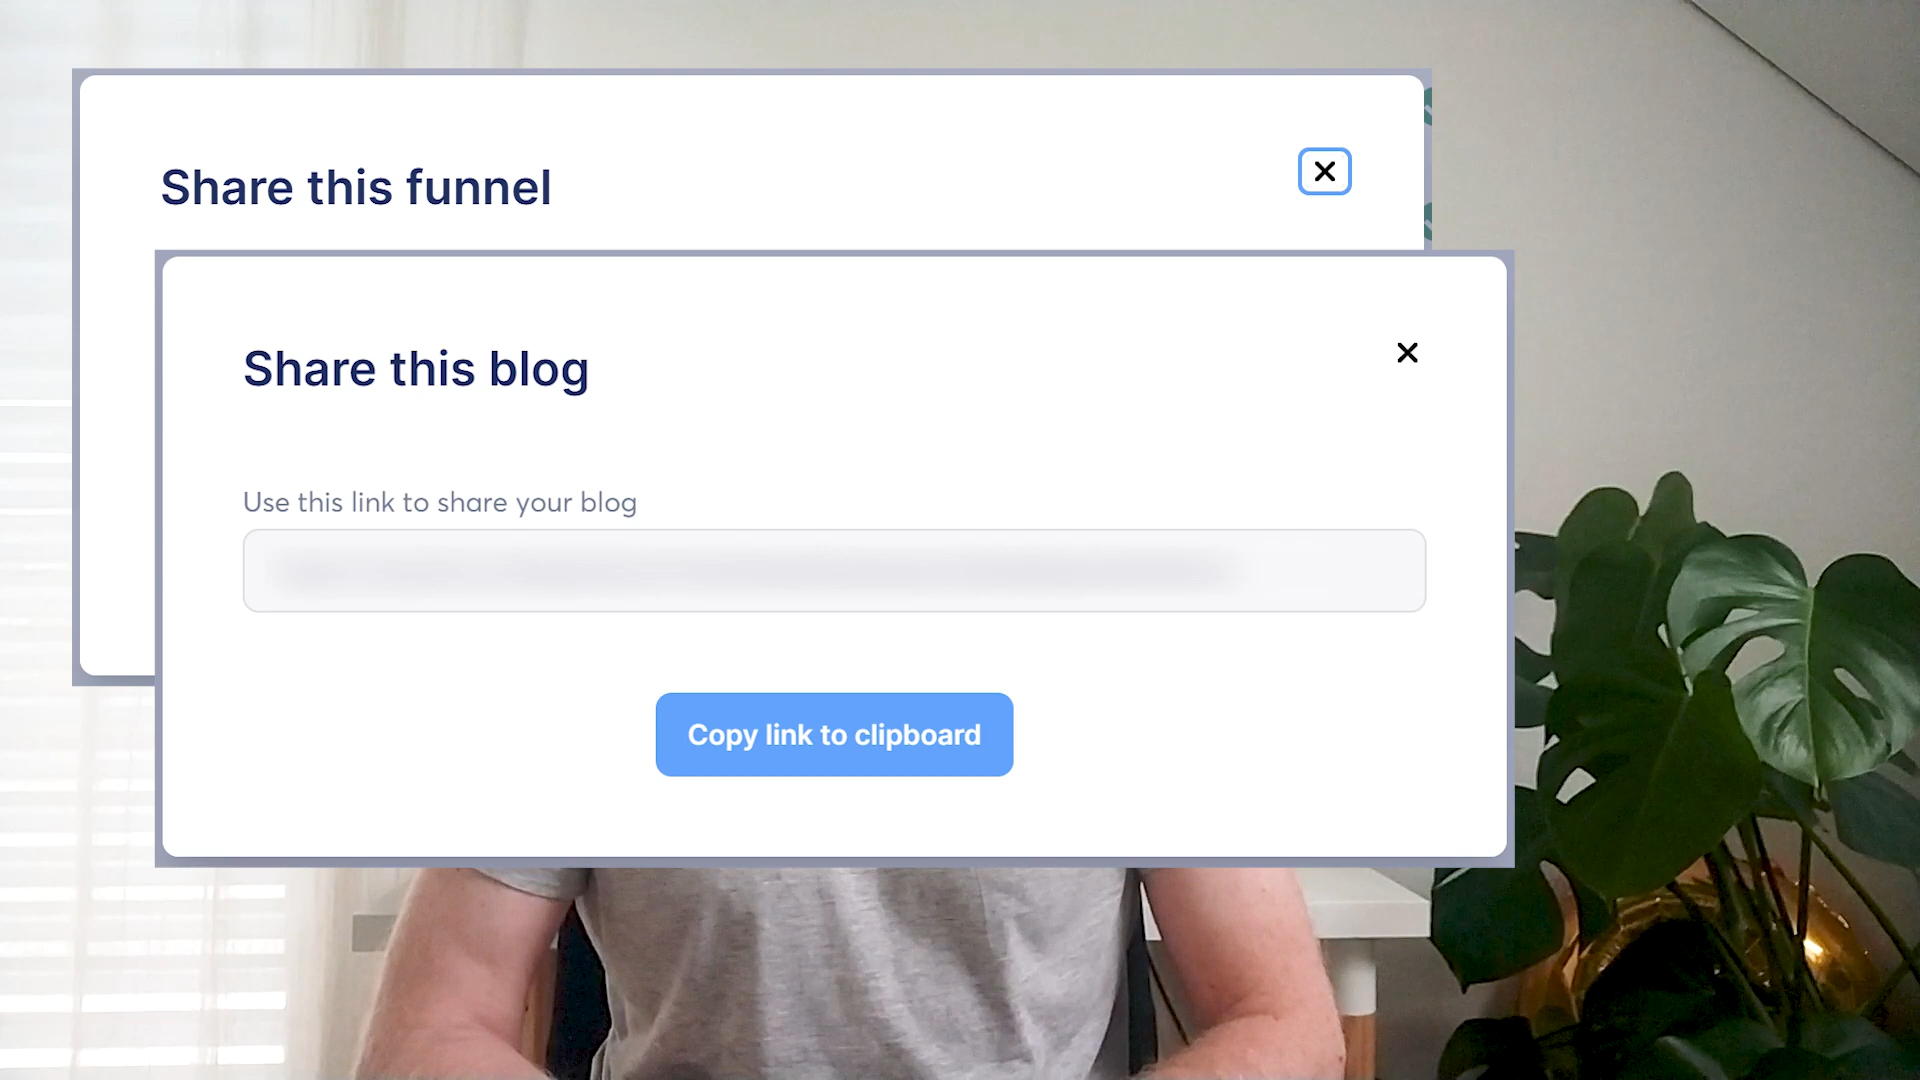 Share this funnel
Share this blog
Use this link to share your blog
Copy link to clipboard